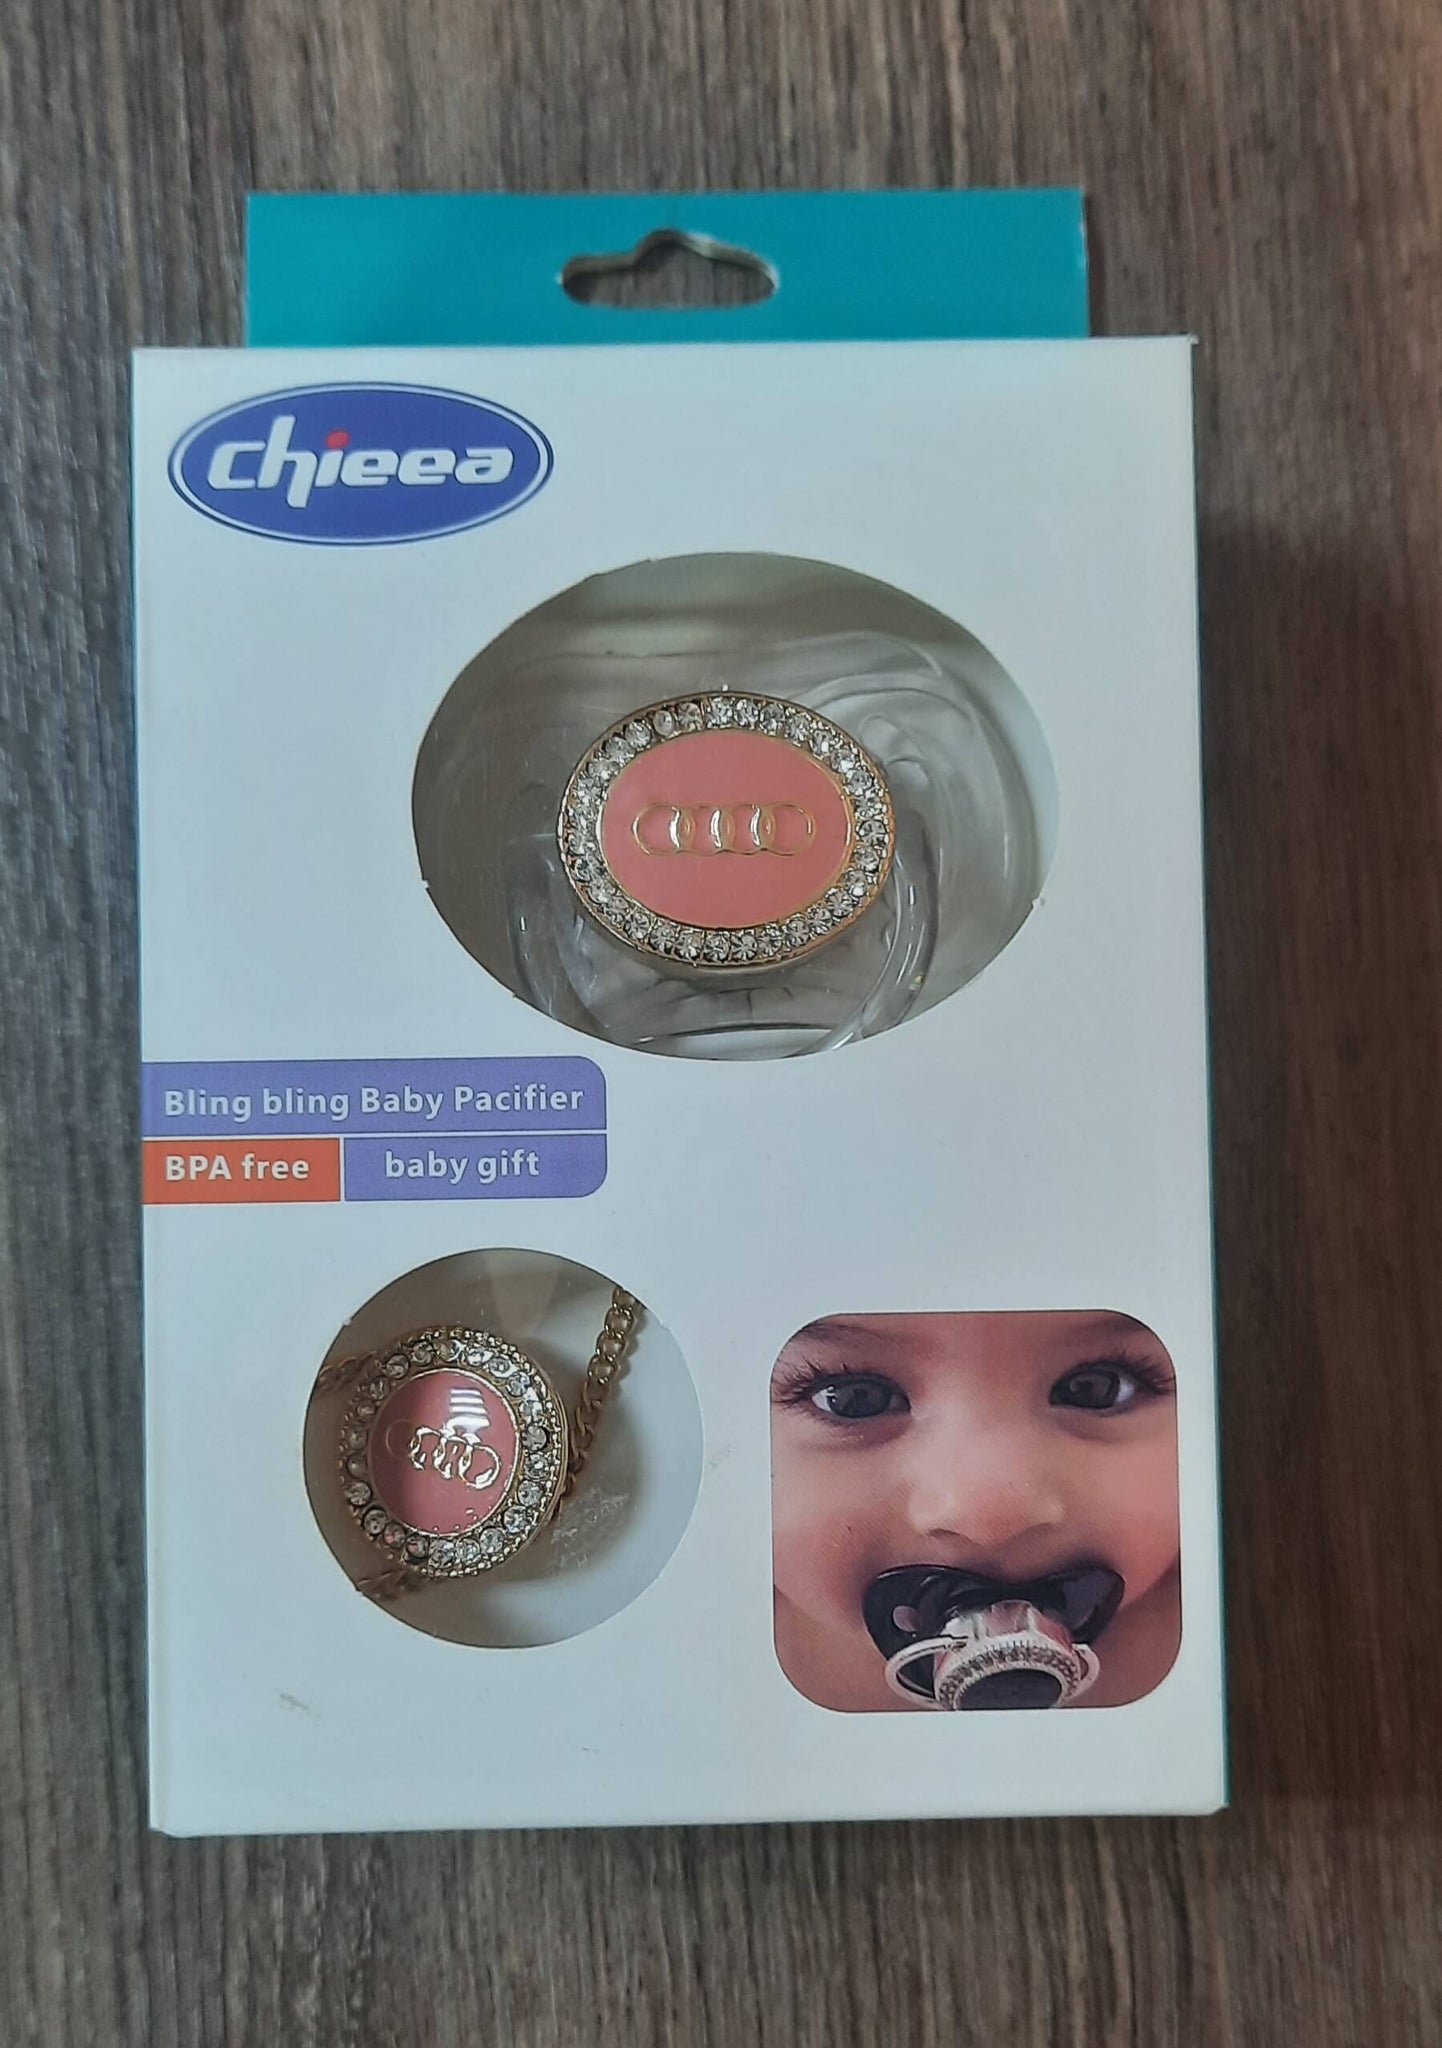 chieea
Bling bling Baby Pacifier
BPA free
baby gift